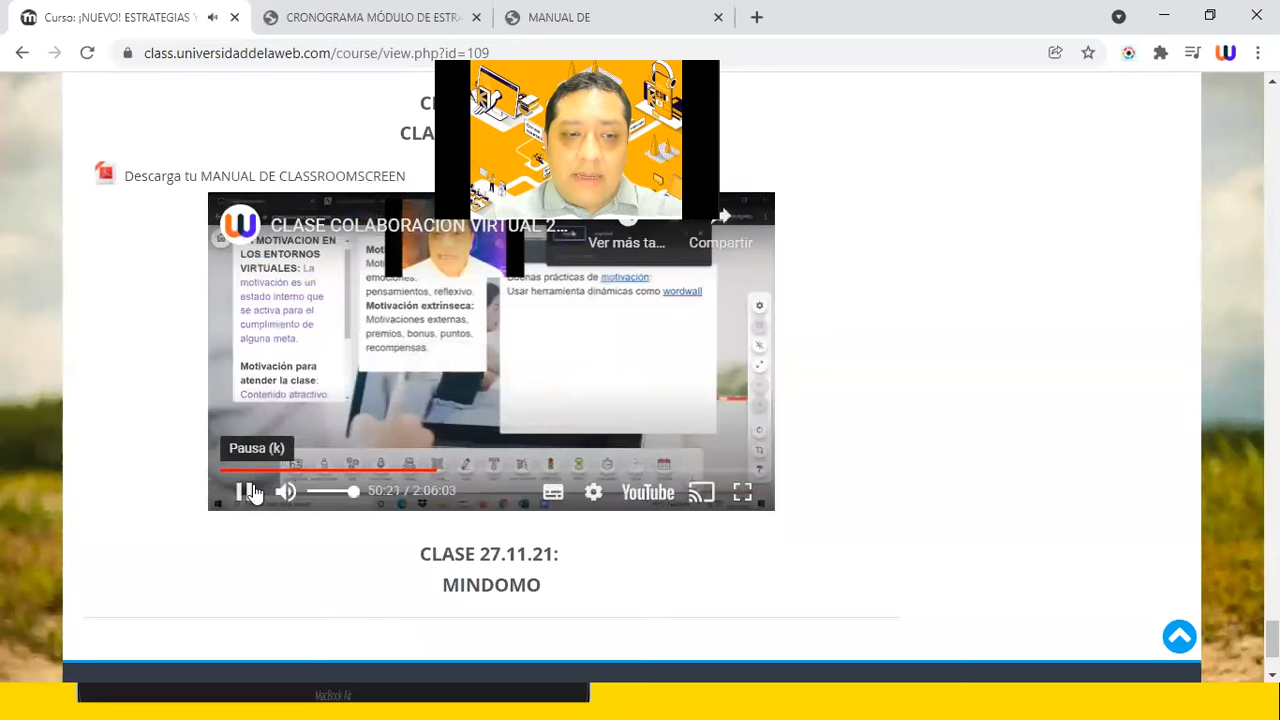 Curso: ¡NUEVO! ESTRATEGIAS Y
CRONOGRAMA MÓDULO DE ESTRA
MANUAL DE
class.universidaddelaweb.com/course/view.php?id=109
CLA
Descarga tu MANUAL DE CLASSROOMSCREEN
CLASE COLABORACION VIRTUAL 2...
Ver más ta...
Compartir
MOTIVACIÓN EN
LOS ENTORNOS
VIRTUALES: La
motivación es un
estado interno que
se activa para el
cumplimiento de
alguna meta.
Motivación para
atender la clase:
Contenido atractivo.
emociones,
pensamientos, reflexivo.
Motivación extrínseca:
Motivaciones externas,
premios, bonus, puntos,
recompensas.
Buenas prácticas de motivación:
Usar herramienta dinámicas como wordwall
Pausa (k)
50:21 / 2:06:03
YouTube
CLASE 27.11.21:
MINDOMO
MacBook Air